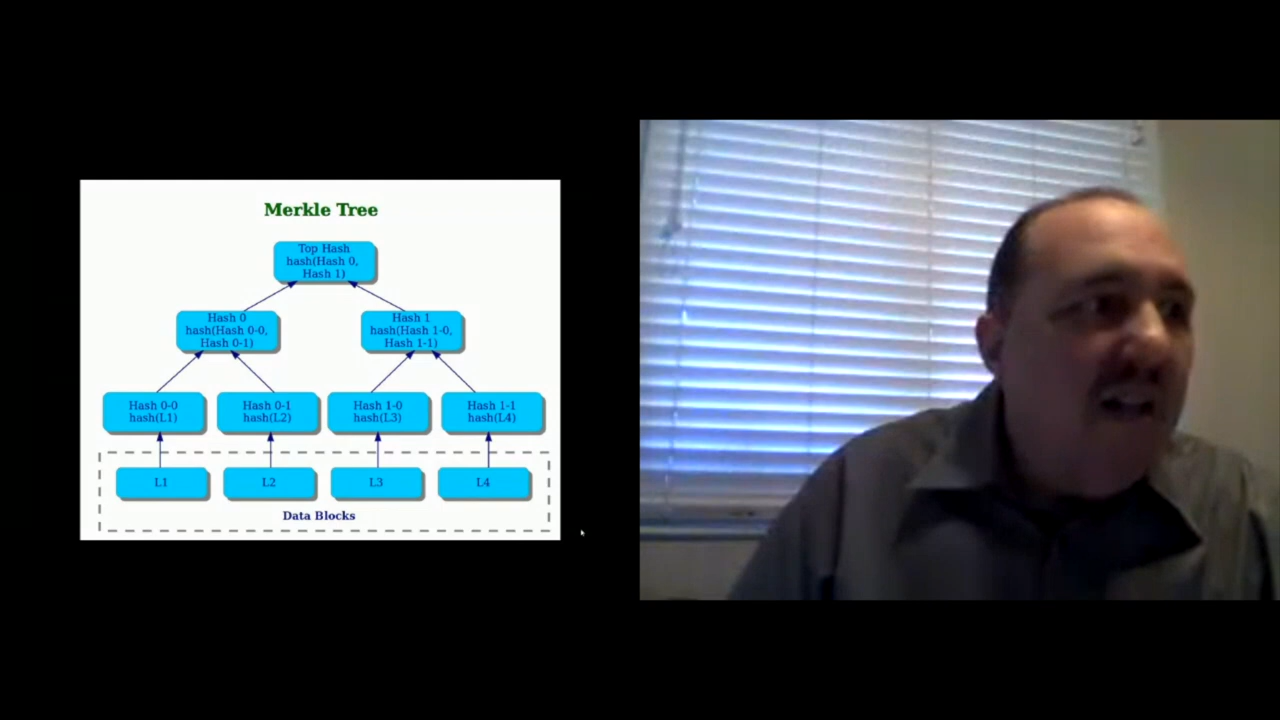 Merkle Tree
Top Hash
hash(Hash 0,
Hash 1)
Hash 0
hash(Hash 0-0,
Hash 0-1)
Hash 1
hash(Hash 1-0,
Hash 1-1)
Hash 0-0
hash(L1)
Hash 0-1
hash(L2)
Hash 1-0
hash(L3)
Hash 1-1
hash(L4)
L1
L2
L3
L4
Data Blocks